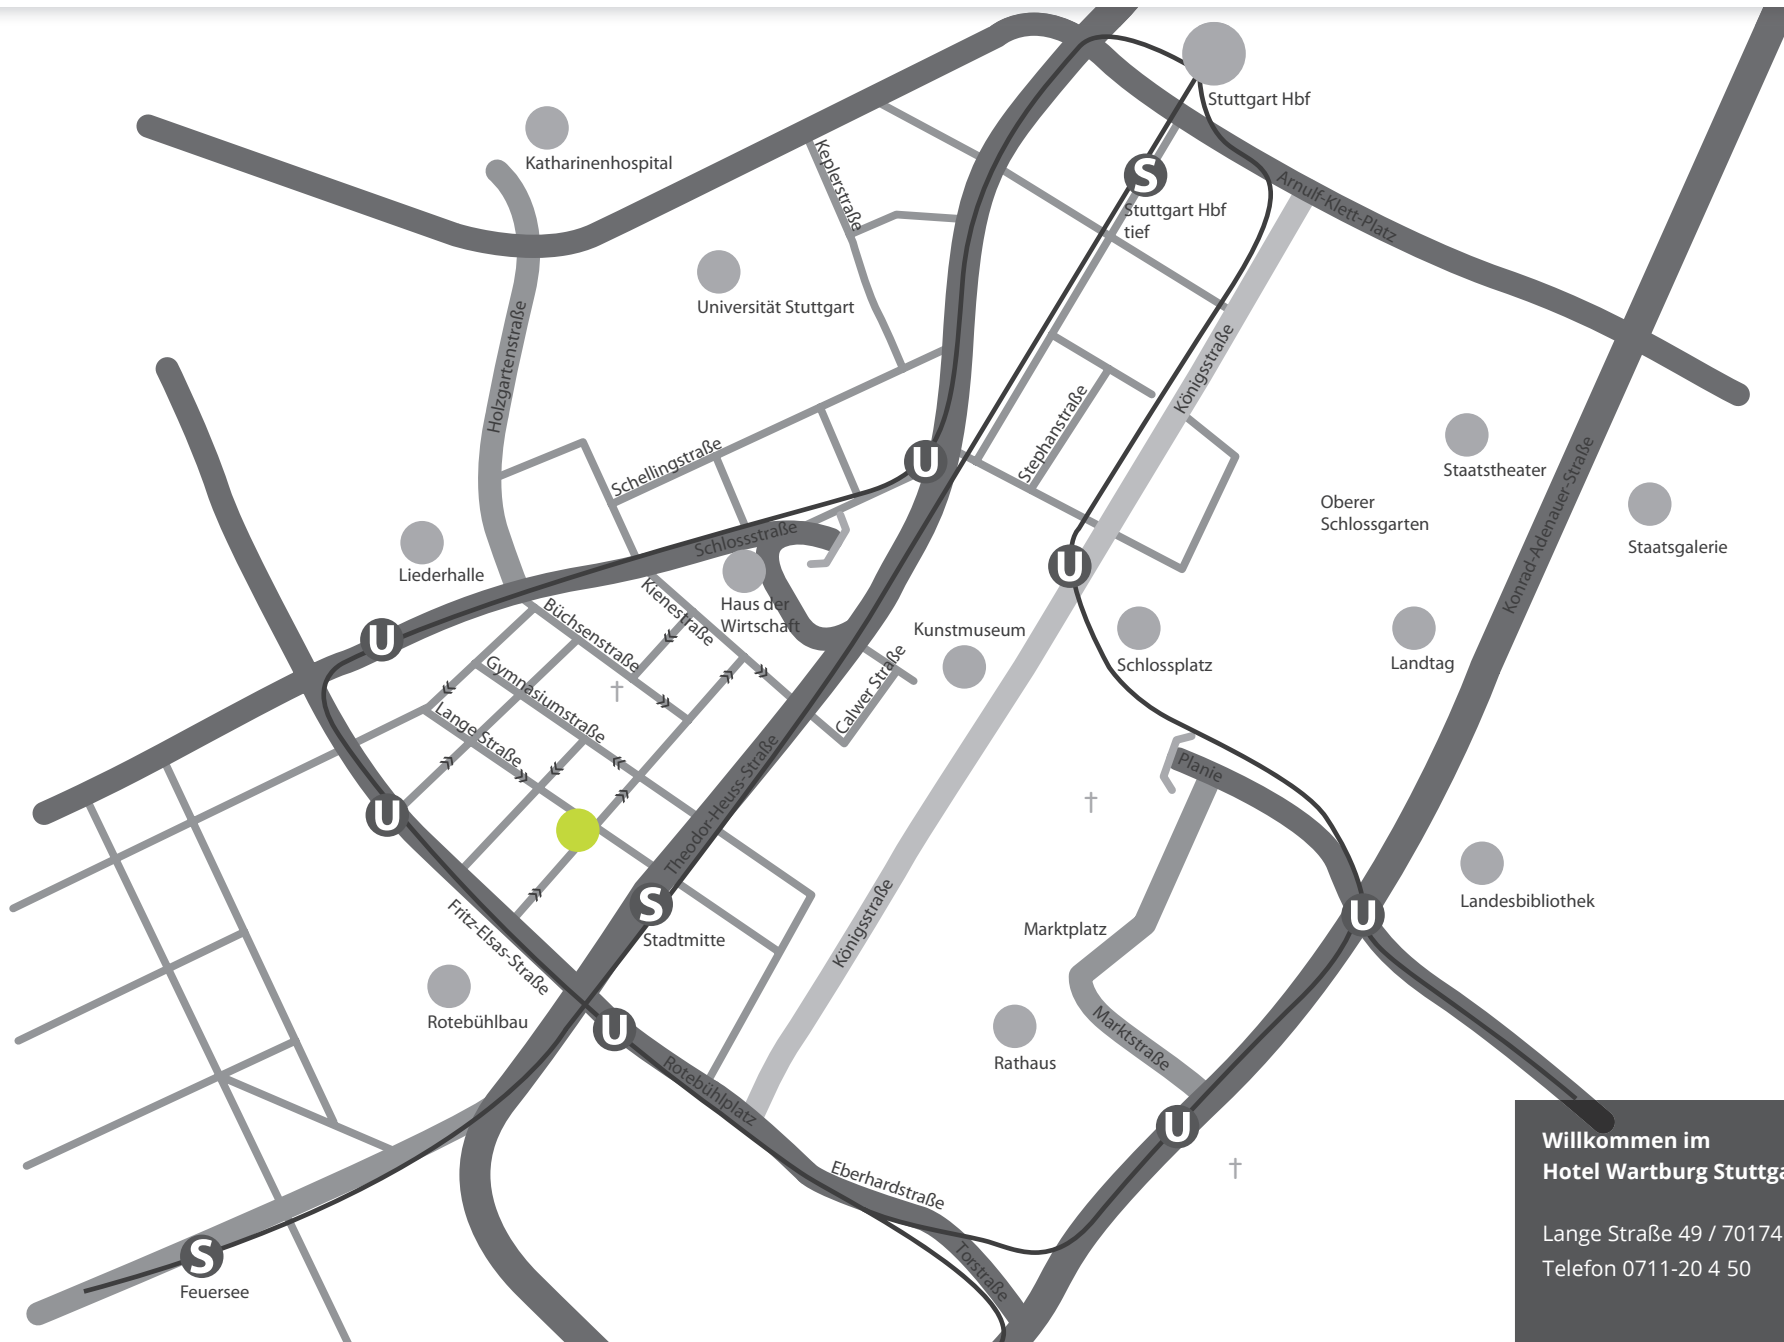 Stuttgart Hbf
Katharinenhospital
Keplerstraße
S
Stuttgart Hbf
tief
Arnulf-Klett-Platz
Universität Stuttgart
Holzgartenstraße
Königsstraße
Stephanstraße
Schellingstraße
U
Staatstheater
Oberer
Schlossgarten
Konrad-Adenauer-Straße
Staatsgalerie
Schlossstraße
Liederhalle
U
Haus der
Wirtschaft
Kienestraße
Büchsenstraße
U
Kunstmuseum
Schlossplatz
Landtag
Gymnasiumstraße
Calwer Straße
Lange Straße
Theodor-Heuss-Straße
Planie
U
Königsstraße
Landesbibliothek
S
Stadtmitte
U
Marktplatz
Fritz-Elsas-Straße
Rotebühlbau
U
Rathaus
Marktstraße
Rotebühlplatz
U
Eberhardstraße
Torstraße
S
Feuersee
Willkommen im
Hotel Wartburg
Lange Straße 49 / 70174
Telefon 0711-20 4 50